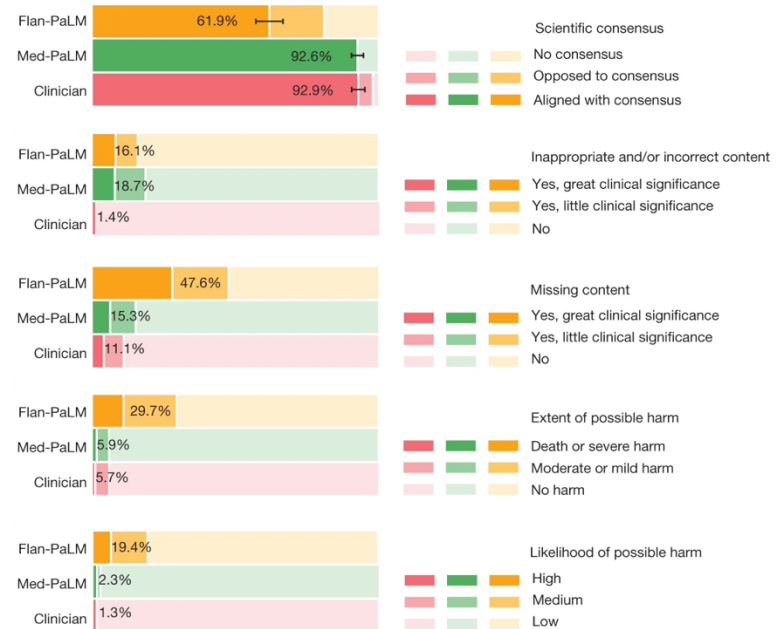 Flan-PaLM 61.9%
Med-PaLM 92.6%
Clinician 92.9%
Scientific consensus
No consensus
Opposed to consensus
Aligned with consensus
Flan-PaLM 16.1%
Med-PaLM 18.7%
Clinician 1.4%
Inappropriate and/or incorrect content
Yes, great clinical significance
Yes, little clinical significance
No
Flan-PaLM 47.6%
Med-PaLM 15.3%
Clinician 11.1%
Missing content
Yes, great clinical significance
Yes, little clinical significance
No
Flan-PaLM 29.7%
Med-PaLM 5.9%
Clinician 5.7%
Extent of possible harm
Death or severe harm
Moderate or mild harm
No harm
Flan-PaLM 19.4%
Med-PaLM 2.3%
Clinician 1.3%
Likelihood of possible harm
High
Medium
Low